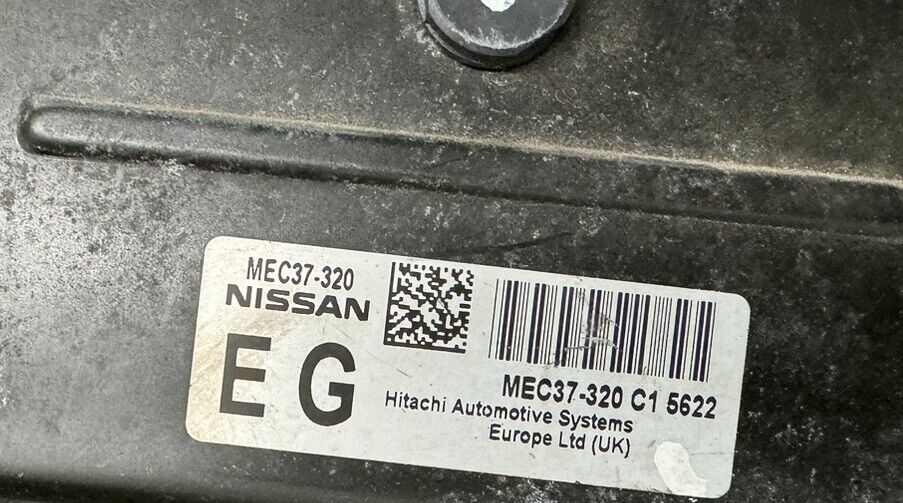 MEC37-320
NISSAN
E G
MEC37-320 C1 5622
Hitachi Automotive Systems
Europe Ltd (UK)